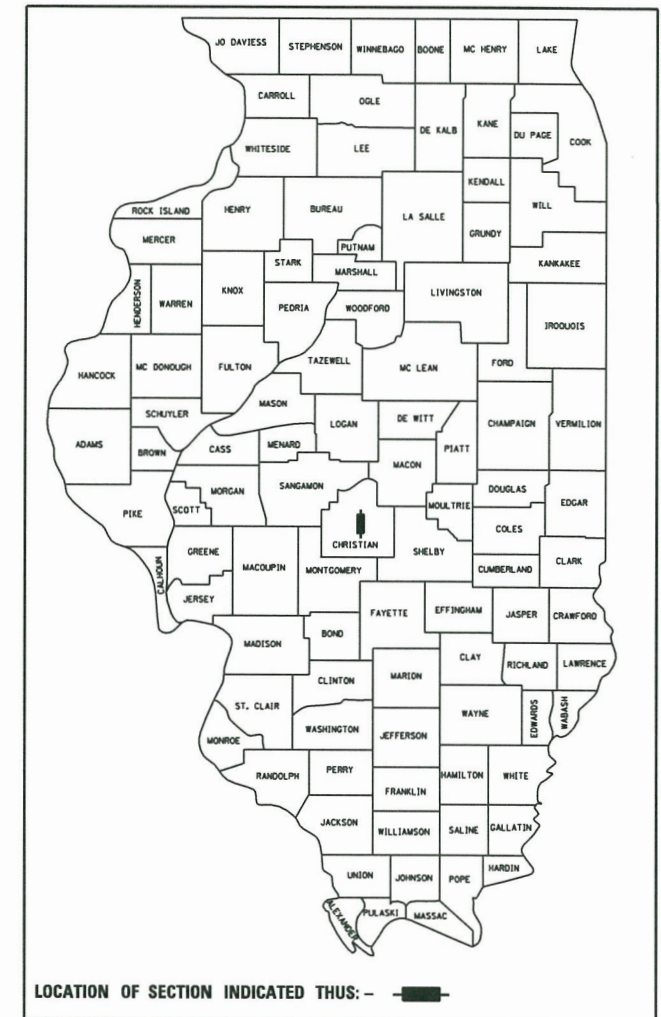 JO DAVIESS STEPHENSON WINNEBAGO BOONE MC HENRY LAKE
CARROLL OGLE DE KALB KANE DU PAGE COOK
WHITESIDE LEE
KENDALL WILL
ROCK ISLAND HENRY BUREAU LA SALLE
GRUNDY
MERCER PUTNAM
STARK MARSHALL KANKAKEE
HENDERSON WARREN KNOX PEORIA WOODFORD LIVINGSTON IROQUOIS
HANCOCK MC DONOUGH FULTON TAZEWELL MC LEAN FORD
MASON
SCHUYLER LOGAN DE WITT CHAMPAIGN VERMILION
ADAMS BROWN CASS MENARD PIATT
MACON
MORGAN SANGAMON DOUGLAS
PIKE SCOTT MOULTRIE EDGAR
COLES
CHRISTIAN SHELBY
GREENE MACOUPIN MONTGOMERY CUMBERLAND CLARK
CALHOUN JERSEY
FAYETTE EFFINGHAM JASPER CRAWFORD
MADISON BOND
CLAY RICHLAND LAWRENCE
CLINTON MARION
ST. CLAIR WAYNE EDWARDS WABASH
WASHINGTON JEFFERSON
MONROE
RANDOLPH PERRY HAMILTON WHITE
FRANKLIN
JACKSON WILLIAMSON SALINE GALLATIN
UNION JOHNSON POPE HARDIN
ALEXANDER PULASKI MASSAC
LOCATION OF SECTION INDICATED THUS: -